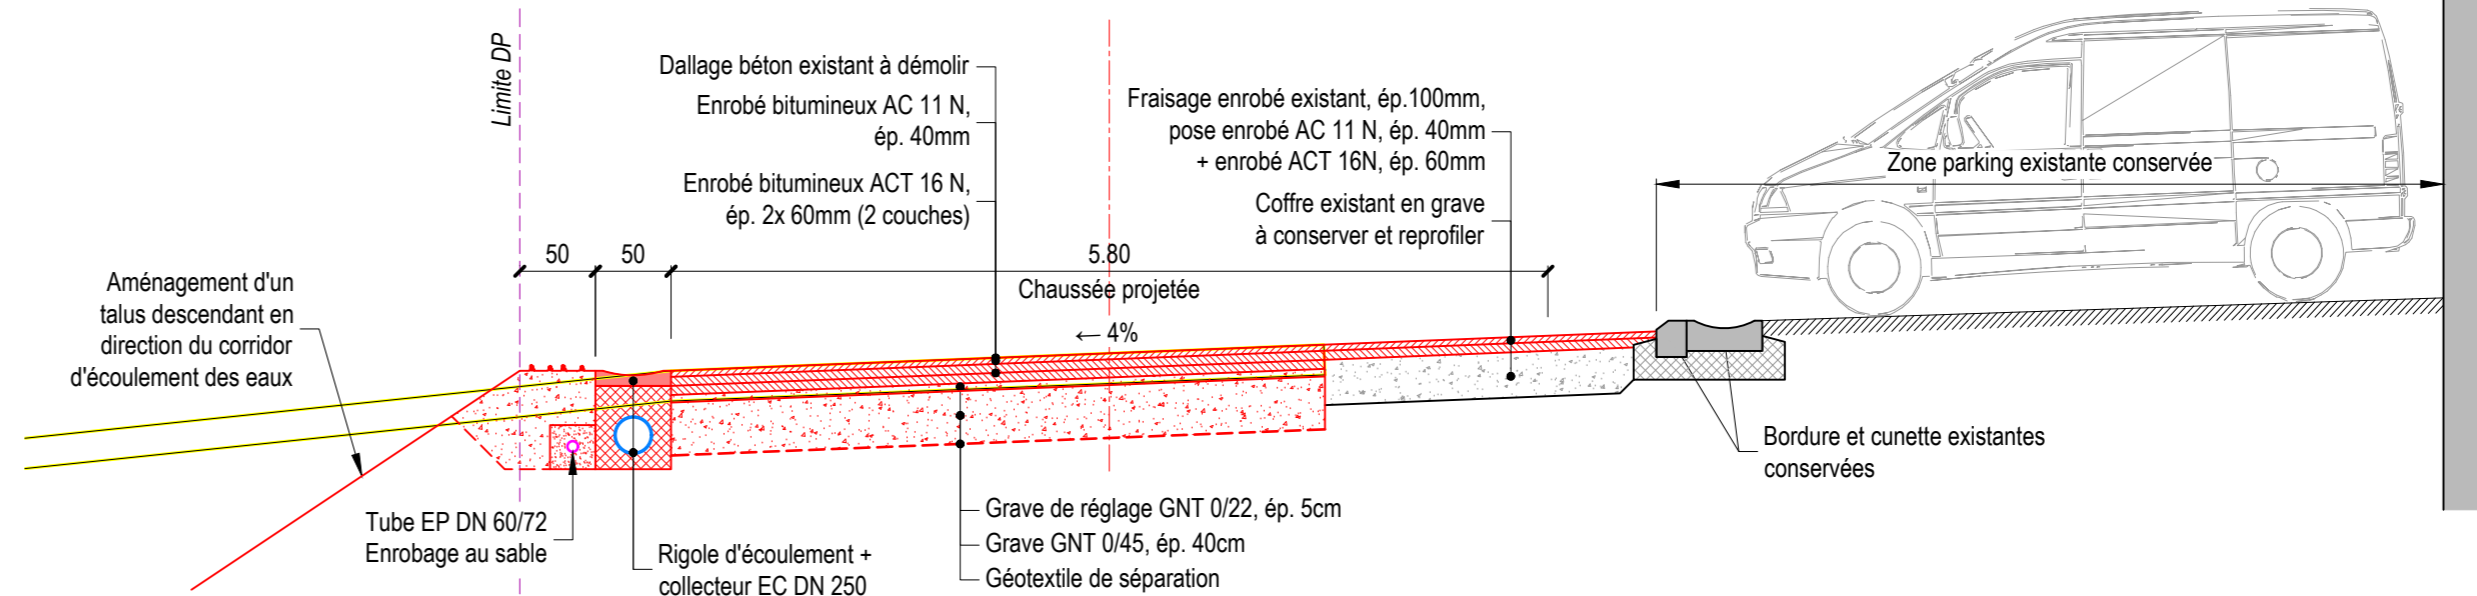 Limite DP
Dallage béton existant à démolir
Enrobé bitumineux AC 11 N,
ép. 40mm
Enrobé bitumineux ACT 16 N,
ép. 2x 60mm (2 couches)
Fraisage enrobé existant, ép.100mm,
pose enrobé AC 11 N, ép. 40mm
+ enrobé ACT 16N, ép. 60mm
Coffre existant en grave
à conserver et reprofiler
Zone parking existante conservée
50
50
5.80
Chaussée projetée
← 4%
Aménagement d'un
talus descendant en
direction du corridor
d'écoulement des eaux
Tube EP DN 60/72
Enrobage au sable
Rigole d'écoulement +
collecteur EC DN 250
Grave de réglage GNT 0/22, ép. 5cm
Grave GNT 0/45, ép. 40cm
Géotextile de séparation
Bordure et cunette existantes
conservées